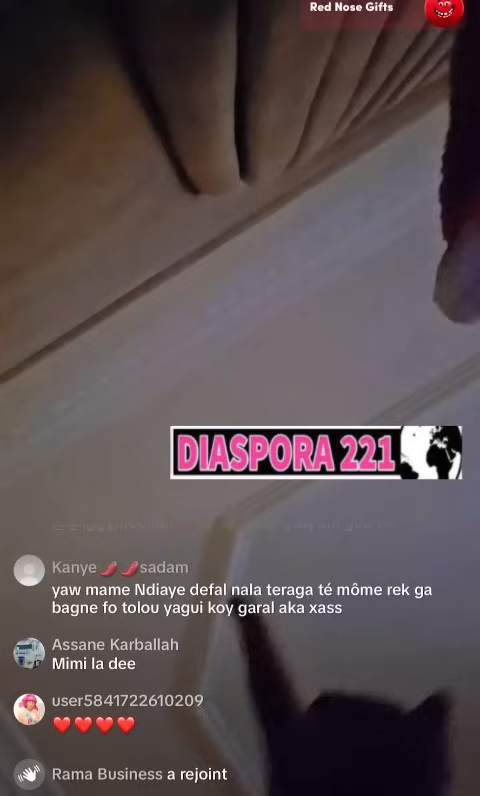 Red Nose Gifts
DIASPORA 221
Kanye🌶️🌶️sadam
yaw mame Ndiaye defal nala teraga té môme rek ga
bagne fo tolou yagui koy garal aka xass
Assane Karballah
Mimi la dee
user5841722610209
❤️❤️❤️❤️
Rama Business a rejoint